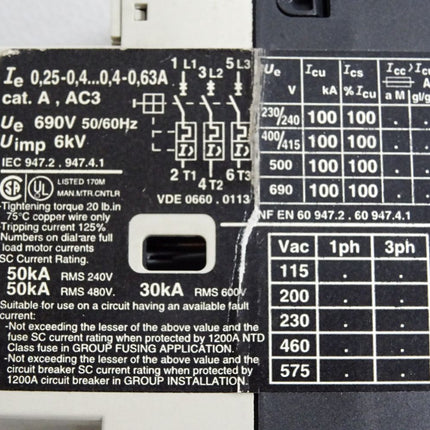 Ie 0,25-0,4...0,4-0,63A
cat. A , AC3
Ue 690V 50/60Hz
Uimp 6kV
IEC 947.2 . 947.4.1
1 L1 3 L2 5 L3
2 T1 4 T2 6 T3
VDE 0660 . 0113
SA UL LISTED 170M
MAN.MTR.CNTLR
-Tightening torque 20 lb.in
75°C copper wire only
-Tripping current 125%
Numbers on dial are full
load motor currents
SC Current Rating.
50kA RMS 240V
50kA RMS 480V. 30kA RMS 600V
Suitable for use on a circuit having an available fault
current:
-Not exceeding the lesser of the above value and the
fuse SC current rating when protected by 1200A NTD
Class fuse in GROUP FUSING APPLICATION.
-Not exceeding the lesser of the above value and the
circuit breaker SC current rating when protected by
1200A circuit breaker in GROUP INSTALLATION.
Ue Icu Ics Icc>Icu
V kA %Icu aM gl/g
230/240 100 100 . .
400/415 100 100 . .
500 100 100 . .
690 100 100 . .
NF EN 60 947.2 . 60 947.4.1
Vac 1ph 3ph
115 . .
200 . .
230 . .
460 . .
575 . .